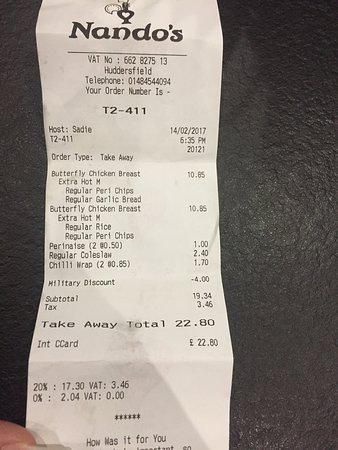 Nando's
VAT No : 662 8275 13
Huddersfield
Telephone: 01484544094
Your Order Number Is -
T2-411
Host: Sadie 14/02/2017
T2-411 6:35 PM
20121
Order Type: Take Away
Butterfly Chicken Breast 10.85
Extra Hot M
Regular Peri Chips
Regular Garlic Bread
Butterfly Chicken Breast 10.85
Extra Hot M
Regular Rice
Regular Peri Chips
Perinaise (2 @0.50) 1.00
Regular Coleslaw 2.40
Chilli Wrap (2 @0.85) 1.70
Military Discount -4.00
Subtotal 19.34
Tax 3.46
Take Away Total 22.80
Int CCard £ 22.80
20% : 17.30 VAT: 3.46
0% : 2.04 VAT: 0.00
******
How Was it for You
important, so